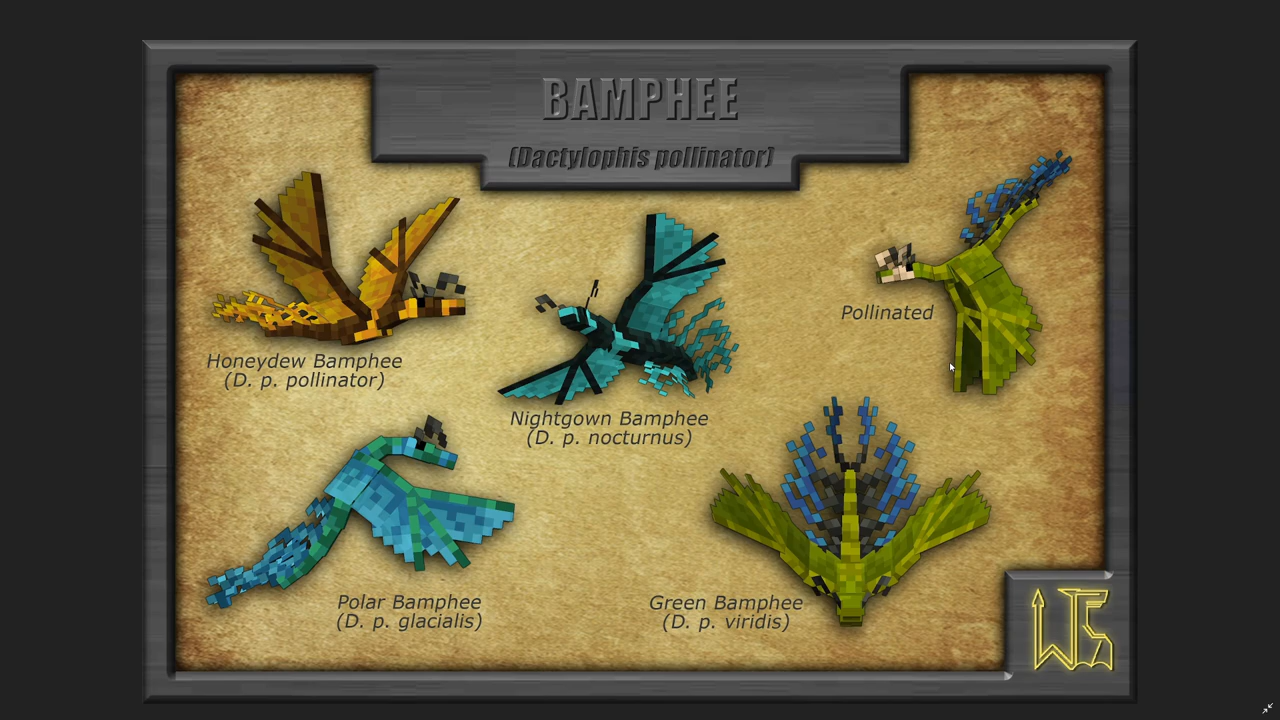 BAMPHEE
(Dactylophis pollinator)
Pollinated
Honeydew Bamphee
(D. p. pollinator)
Nightgown Bamphee
(D. p. nocturnus)
Polar Bamphee
(D. p. glacialis)
Green Bamphee
(D. p. viridis)